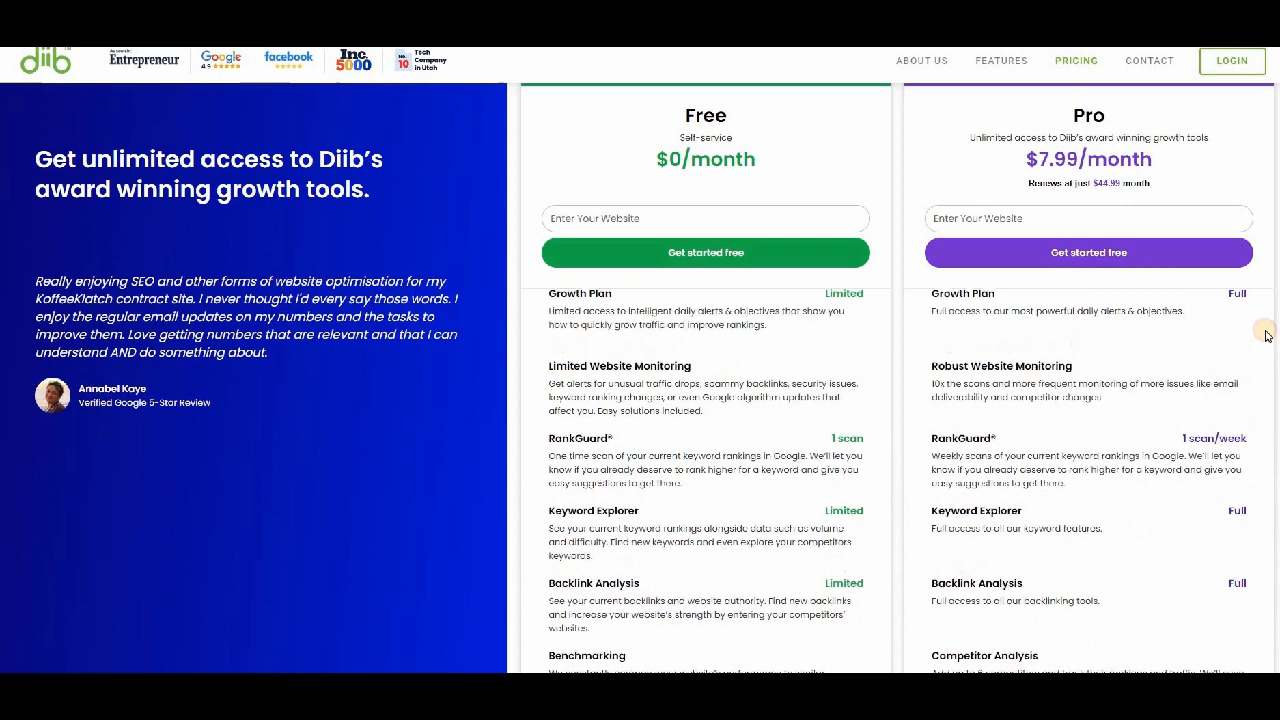 diib
As seen in
Entrepreneur
Google
4.9
facebook
Inc.
5000
No.
10
Tech
Company
in Utah
ABOUT US
FEATURES
PRICING
CONTACT
LOGIN
Get unlimited access to Diib's
award winning growth tools.
Really enjoying SEO and other forms of website optimisation for my
KoffeeKlatch contract site. I never thought I'd every say those words. I
enjoy the regular email updates on my numbers and the tasks to
improve them. Love getting numbers that are relevant and that I can
understand AND do something about.
Annabel Kaye
Verified Google 5-Star Review
Free
Self-service
$0/month
Enter Your Website
Get started free
Growth Plan Limited
Limited access to intelligent daily alerts & objectives that show you
how to quickly grow traffic and improve rankings.
Limited Website Monitoring
Get alerts for unusual traffic drops, spammy backlinks, security issues,
keyword ranking changes, or even Google algorithm updates that
affect you. Easy solutions included.
RankGuard® 1 scan
One time scan of your current keyword rankings in Google. We'll let you
know if you already deserve to rank higher for a keyword and give you
easy suggestions to get there.
Keyword Explorer Limited
See your current keyword rankings alongside data such as volume
and difficulty. Find new keywords and even explore your competitors
keywords.
Backlink Analysis Limited
See your current backlinks and website authority. Find new backlinks
and increase your website's strength by entering your competitors'
websites.
Benchmarking
Pro
Unlimited access to Diib's award winning growth tools
$7.99/month
Renews at just $44.99 month
Enter Your Website
Get started free
Growth Plan Full
Full access to our most powerful daily alerts & objectives.
Robust Website Monitoring
10x the scans and more frequent monitoring of more issues like email
deliverability and competitor changes
RankGuard® 1 scan/week
Weekly scans of your current keyword rankings in Google. We'll let you
know if you already deserve to rank higher for a keyword and give you
easy suggestions to get there.
Keyword Explorer Full
Full access to all our keyword features.
Backlink Analysis Full
Full access to all our backlinking tools.
Competitor Analysis